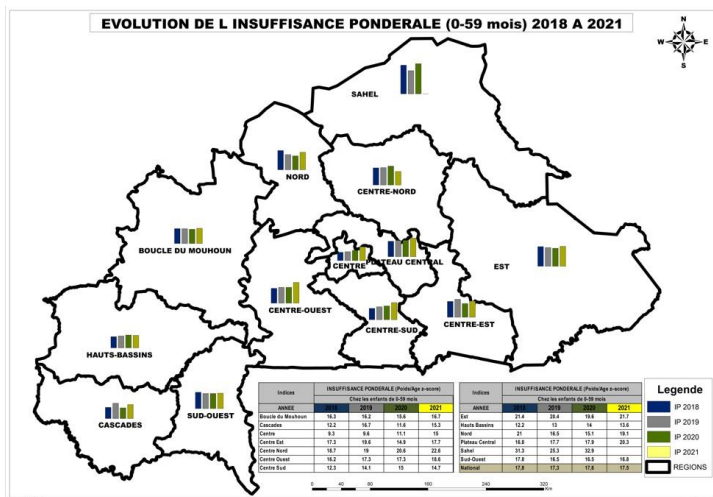 EVOLUTION DE L INSUFFISANCE PONDERALE (0-59 mois) 2018 A 2021
N
W E
S
SAHEL
NORD
CENTRE-NORD
BOUCLE DU MOUHOUN
CENTRE
PLATEAU CENTRAL
EST
CENTRE-OUEST
CENTRE-SUD
CENTRE-EST
HAUTS-BASSINS
CASCADES
SUD-OUEST
Indices INSUFFISANCE PONDERALE (Poids/Age z-score)
Chez les enfants de 0-59 mois
ANNEE 2018 2019 2020 2021
Boucle du Mouhoun 16.3 16.2 15.6 16.7
Cascades 12.2 16.7 11.6 15.3
Centre 9.3 9.6 11.1 15
Centre Est 17.3 19.6 14.9 17.7
Centre Nord 18.7 19 20.6 22.6
Centre Ouest 16.2 17.3 17.3 18.6
Centre Sud 12.3 14.1 15 14.7
Indices INSUFFISANCE PONDERALE (Poids/Age z-score)
Chez les enfants de 0-59 mois
ANNEE 2018 2019 2020 2021
Est 21.4 20.4 19.6 21.7
Hauts Bassins 12.2 13 14 13.6
Nord 21 16.5 15.1 19.1
Plateau Central 16.8 17.7 17.9 20.3
Sahel 31.3 25.3 32.9
Sud-Ouest 17.8 16.5 16.5 16.8
National 17.8 17.3 17.6 17.5
Legende
IP 2018
IP 2019
IP 2020
IP 2021
REGIONS
0 40 80 160 240 320
Km